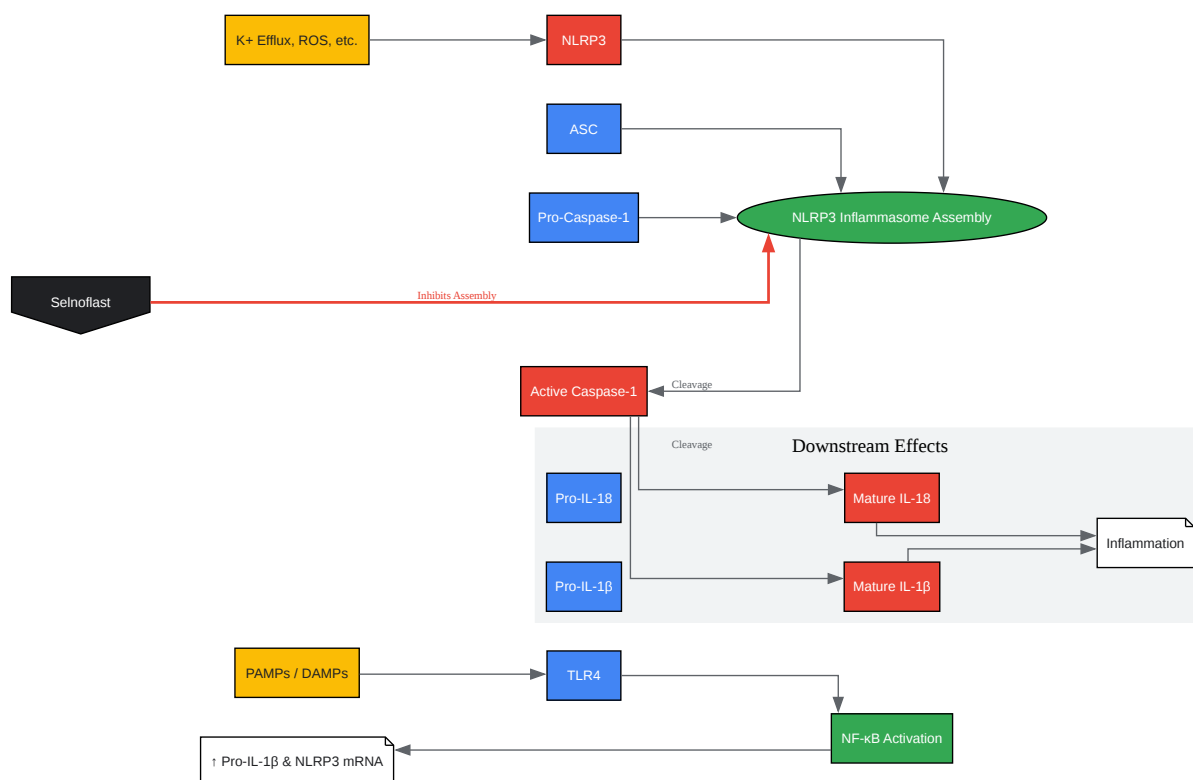 K+ Efflux, ROS, etc.
NLRP3
ASC
Pro-Caspase-1
NLRP3 Inflammasome Assembly
Selnoflast
Inhibits Assembly
Active Caspase-1
Cleavage
Cleavage
Downstream Effects
Pro-IL-18
Mature IL-18
Inflammation
Pro-IL-1β
Mature IL-1β
PAMPs / DAMPs
TLR4
NF-κB Activation
↑ Pro-IL-1β & NLRP3 mRNA